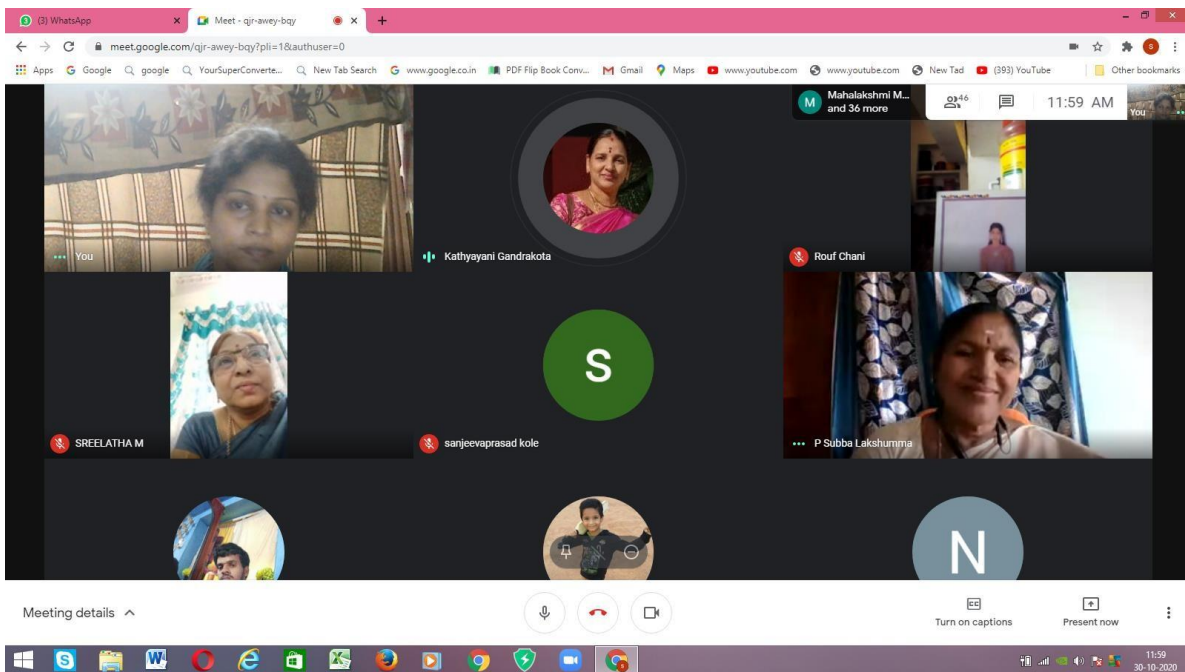 (3) WhatsApp
Meet - qjr-awey-bqy
meet.google.com/qjr-awey-bqy?pli=1&authuser=0
Apps Google google YourSuperConverte... New Tab Search www.google.co.in PDF Flip Book Conv... Gmail Maps www.youtube.com www.youtube.com New Tad (393) YouTube Other bookmarks
M Mahalakshmi M...
and 36 more
46
11:59 AM
You
You
Kathyayani Gandrakota
Rouf Chani
SREELATHA M
S
sanjeevaprasad kole
P Subba Lakshumma
N
Meeting details
CC
Turn on captions
Present now
11:59
30-10-2020